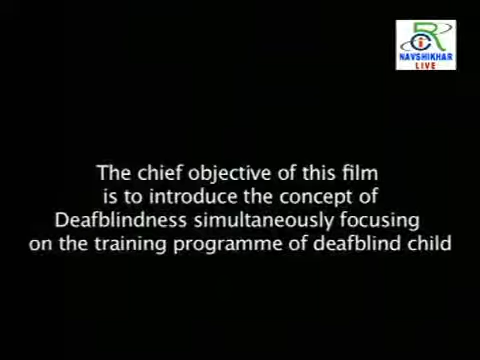 NAVSHIKHAR
LIVE
The chief objective of this film
is to introduce the concept of
Deafblindness simultaneously focusing
on the training programme of deafblind child